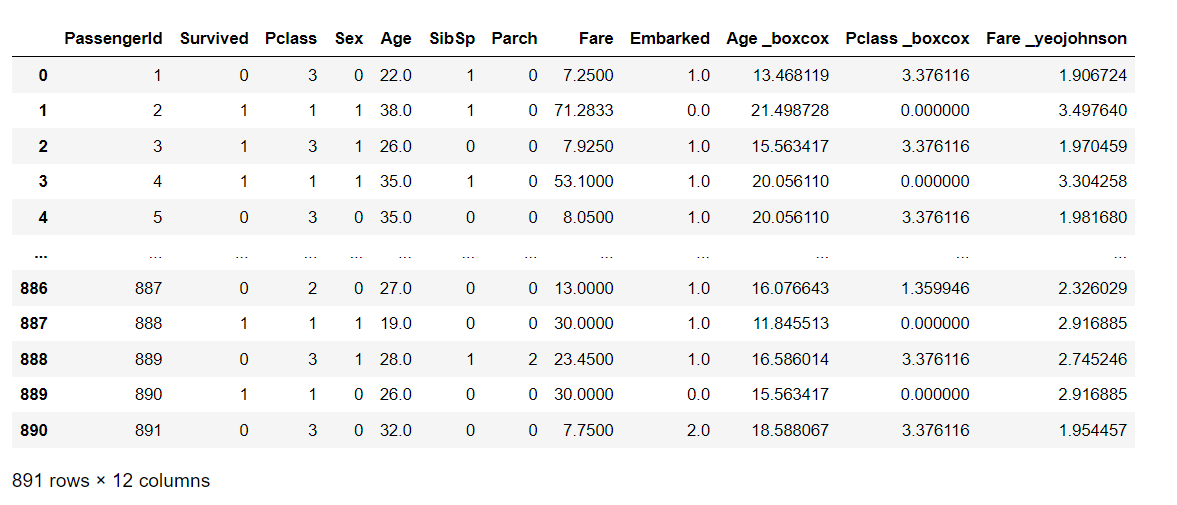 PassengerId Survived Pclass Sex Age SibSp Parch Fare Embarked Age _boxcox Pclass _boxcox Fare _yeojohnson
0 1 0 3 0 22.0 1 0 7.2500 1.0 13.468119 3.376116 1.906724
1 2 1 1 1 38.0 1 0 71.2833 0.0 21.498728 0.000000 3.497640
2 3 1 3 1 26.0 0 0 7.9250 1.0 15.563417 3.376116 1.970459
3 4 1 1 1 35.0 1 0 53.1000 1.0 20.056110 0.000000 3.304258
4 5 0 3 0 35.0 0 0 8.0500 1.0 20.056110 3.376116 1.981680
... ... ... ... ... ... ... ... ... ... ... ... ...
886 887 0 2 0 27.0 0 0 13.0000 1.0 16.076643 1.359946 2.326029
887 888 1 1 1 19.0 0 0 30.0000 1.0 11.845513 0.000000 2.916885
888 889 0 3 1 28.0 1 2 23.4500 1.0 16.586014 3.376116 2.745246
889 890 1 1 0 26.0 0 0 30.0000 0.0 15.563417 0.000000 2.916885
890 891 0 3 0 32.0 0 0 7.7500 2.0 18.588067 3.376116 1.954457
891 rows × 12 columns